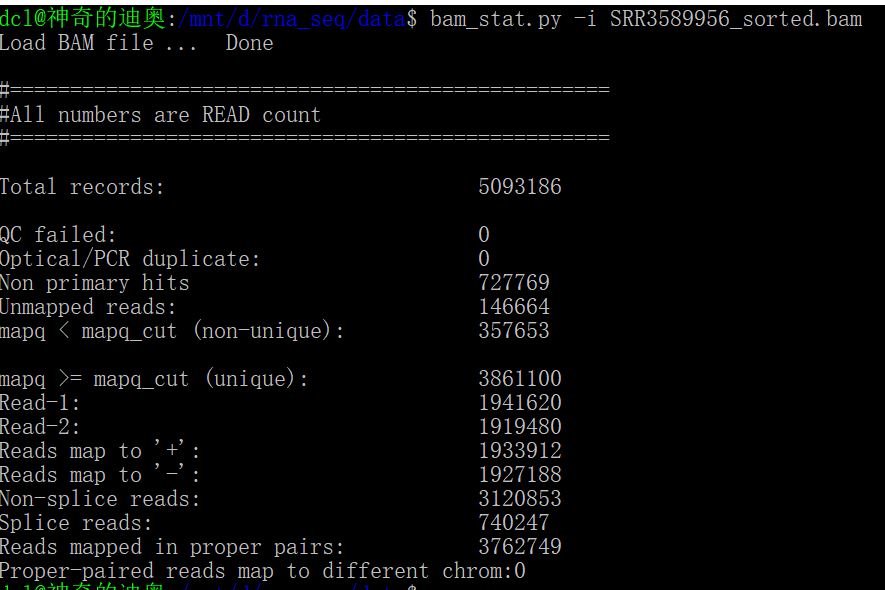 dcl@神奇的迪奥:/mnt/d/rna_seq/data$ bam_stat.py -i SRR3589956_sorted.bam
Load BAM file ... Done
#==================================================
#All numbers are READ count
#==================================================
Total records: 5093186
QC failed: 0
Optical/PCR duplicate: 0
Non primary hits 727769
Unmapped reads: 146664
mapq < mapq_cut (non-unique): 357653
mapq >= mapq_cut (unique): 3861100
Read-1: 1941620
Read-2: 1919480
Reads map to '+': 1933912
Reads map to '-': 1927188
Non-splice reads: 3120853
Splice reads: 740247
Reads mapped in proper pairs: 3762749
Proper-paired reads map to different chrom:0